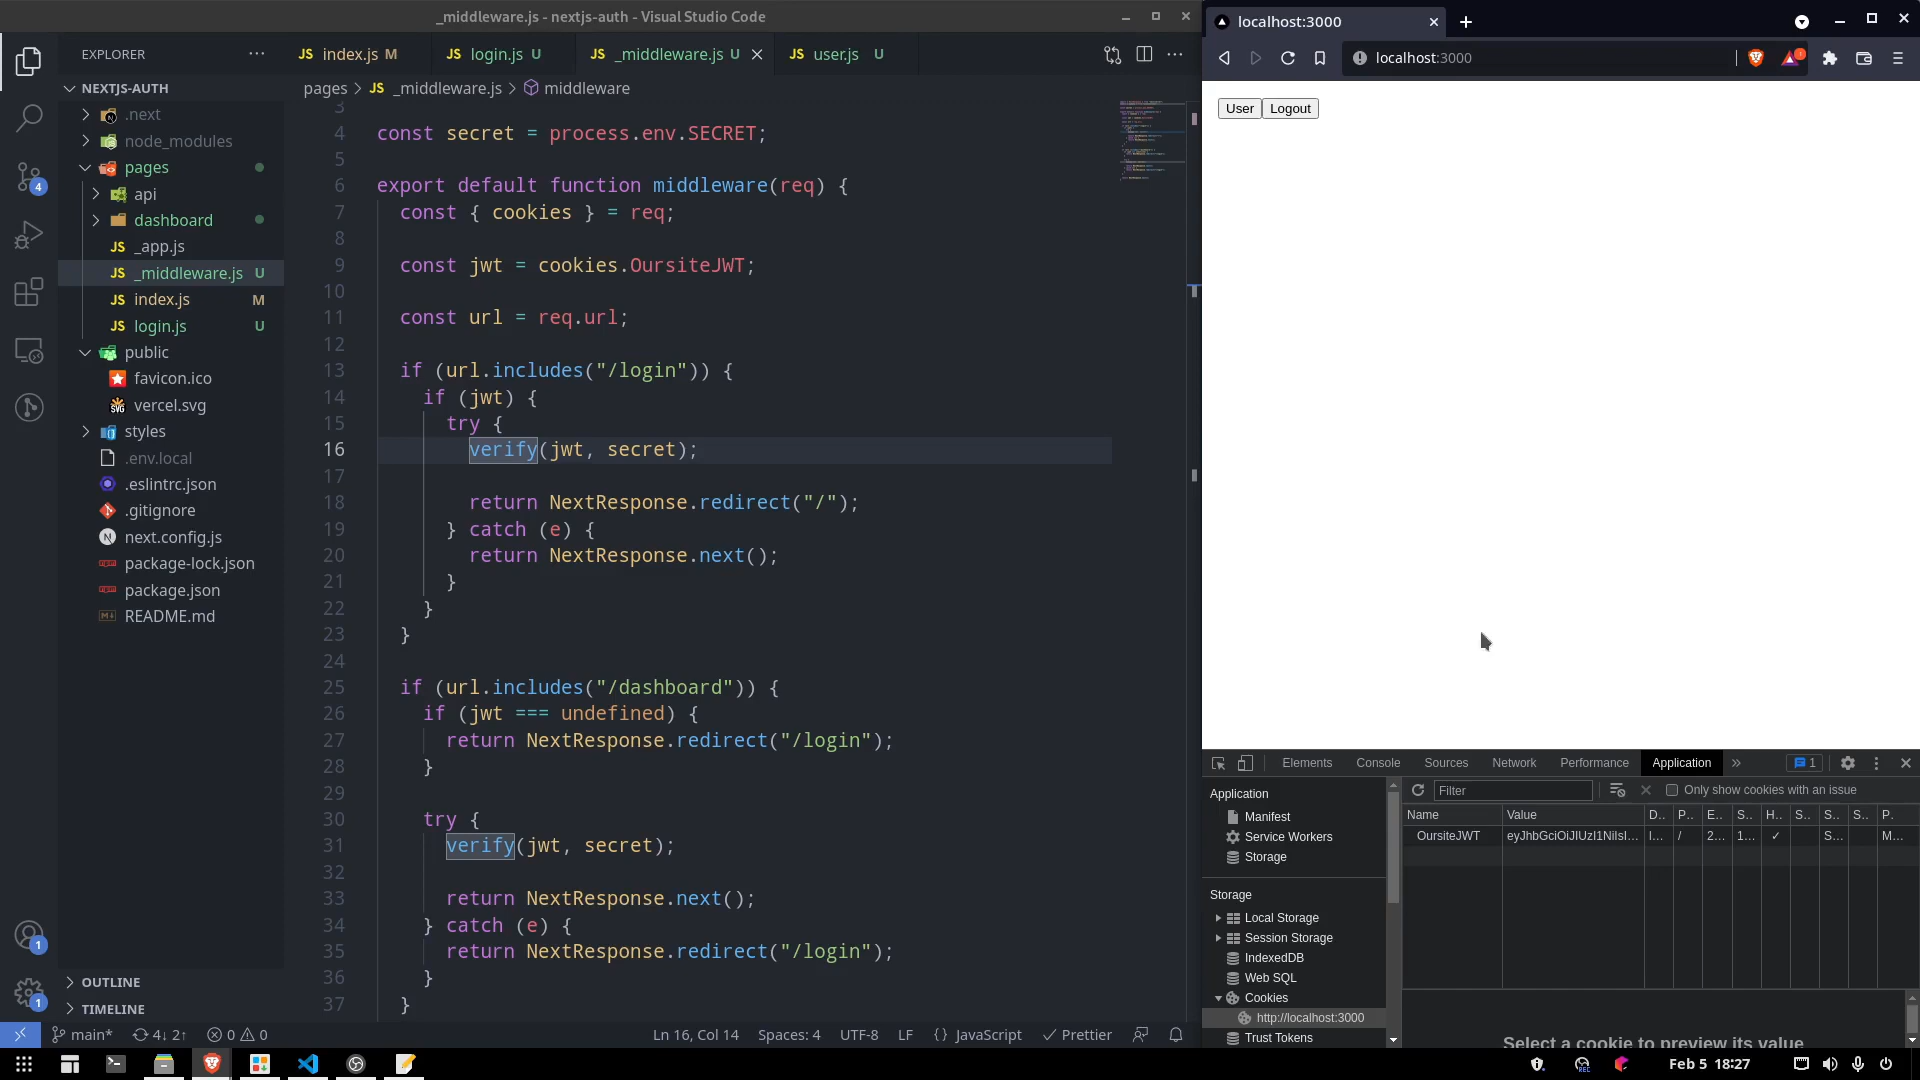 _middleware.js - nextjs-auth - Visual Studio Code
EXPLORER
NEXTJS-AUTH
.next
node_modules
pages
api
dashboard
JS _app.js
JS _middleware.js U
JS index.js M
JS login.js U
public
favicon.ico
vercel.svg
styles
.env.local
.eslintrc.json
.gitignore
next.config.js
package-lock.json
package.json
README.md
OUTLINE
TIMELINE
4
1
1
JS index.js M
JS login.js U
JS _middleware.js U
JS user.js U
pages > JS _middleware.js > middleware
3
4 const secret = process.env.SECRET;
5
6 export default function middleware(req) {
7 const { cookies } = req;
8
9 const jwt = cookies.OursiteJWT;
10
11 const url = req.url;
12
13 if (url.includes("/login")) {
14 if (jwt) {
15 try {
16 verify(jwt, secret);
17
18 return NextResponse.redirect("/");
19 } catch (e) {
20 return NextResponse.next();
21 }
22 }
23 }
24
25 if (url.includes("/dashboard")) {
26 if (jwt === undefined) {
27 return NextResponse.redirect("/login");
28 }
29
30 try {
31 verify(jwt, secret);
32
33 return NextResponse.next();
34 } catch (e) {
35 return NextResponse.redirect("/login");
36 }
37 }
main* 4↓ 2↑ 0 0 Ln 16, Col 14 Spaces: 4 UTF-8 LF {} JavaScript Prettier
localhost:3000
localhost:3000
1
User Logout
Elements Console Sources Network Performance Application » 1
Application
Manifest
Service Workers
Storage
Storage
Local Storage
Session Storage
IndexedDB
Web SQL
Cookies
http://localhost:3000
Trust Tokens
Filter Only show cookies with an issue
Name Value D.. P.. E.. S.. H.. S.. S.. S.. P.
OursiteJWT / 2... 1... ✓ S... M...
Select a cookie to preview its value
REC
Feb 5 18:27